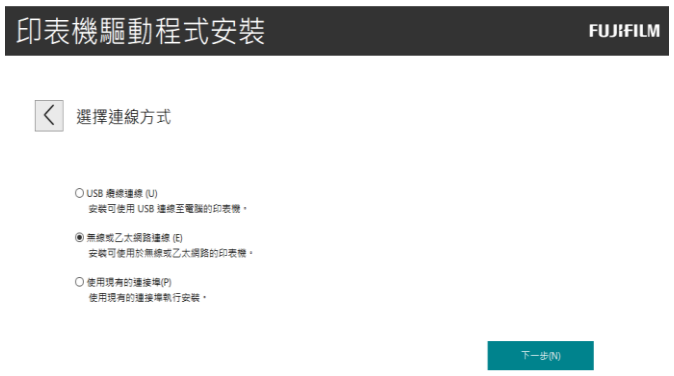 印表機驅動程式安裝
FUJIFILM
選擇連線方式
USB 纜線連線 (U)
安裝可使用 USB 連線至電腦的印表機。
無線或乙太網路連線 (E)
安裝可使用於無線或乙太網路的印表機。
使用現有的連接埠(P)
使用現有的連接埠執行安裝。
下一步(N)